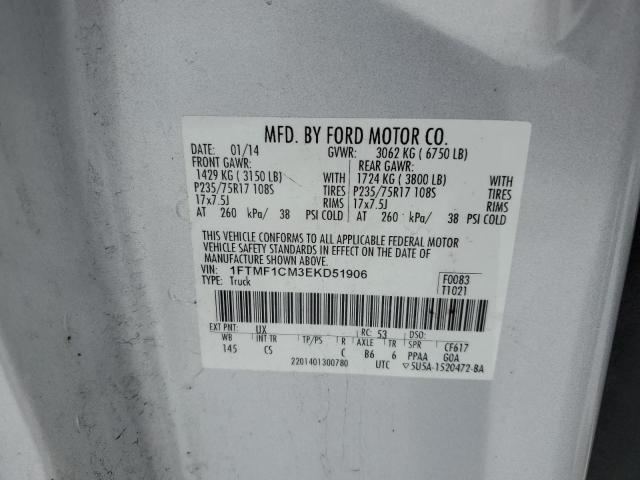 MFD. BY FORD MOTOR CO.
DATE: 01/14 GVWR: 3062 KG ( 6750 LB)
FRONT GAWR: REAR GAWR:
1429 KG ( 3150 LB) WITH 1724 KG ( 3800 LB) WITH
P235/75R17 108S TIRES P235/75R17 108S TIRES
17x7.5J RIMS 17x7.5J RIMS
AT 260 kPa/ 38 PSI COLD AT 260 kPa/ 38 PSI COLD
THIS VEHICLE CONFORMS TO ALL APPLICABLE FEDERAL MOTOR
VEHICLE SAFETY STANDARDS IN EFFECT ON THE DATE OF
MANUFACTURE SHOWN ABOVE.
VIN: 1FTMF1CM3EKD51906 F0083
TYPE: Truck T1021
EXT PNT: UX RC: 53 DSO:
WB INT TR TP/PS R AXLE TR SPR CF617
145 CS C B6 6 PPAA G0A
2201401300780 UTC ▽5U5A-1520472-BA